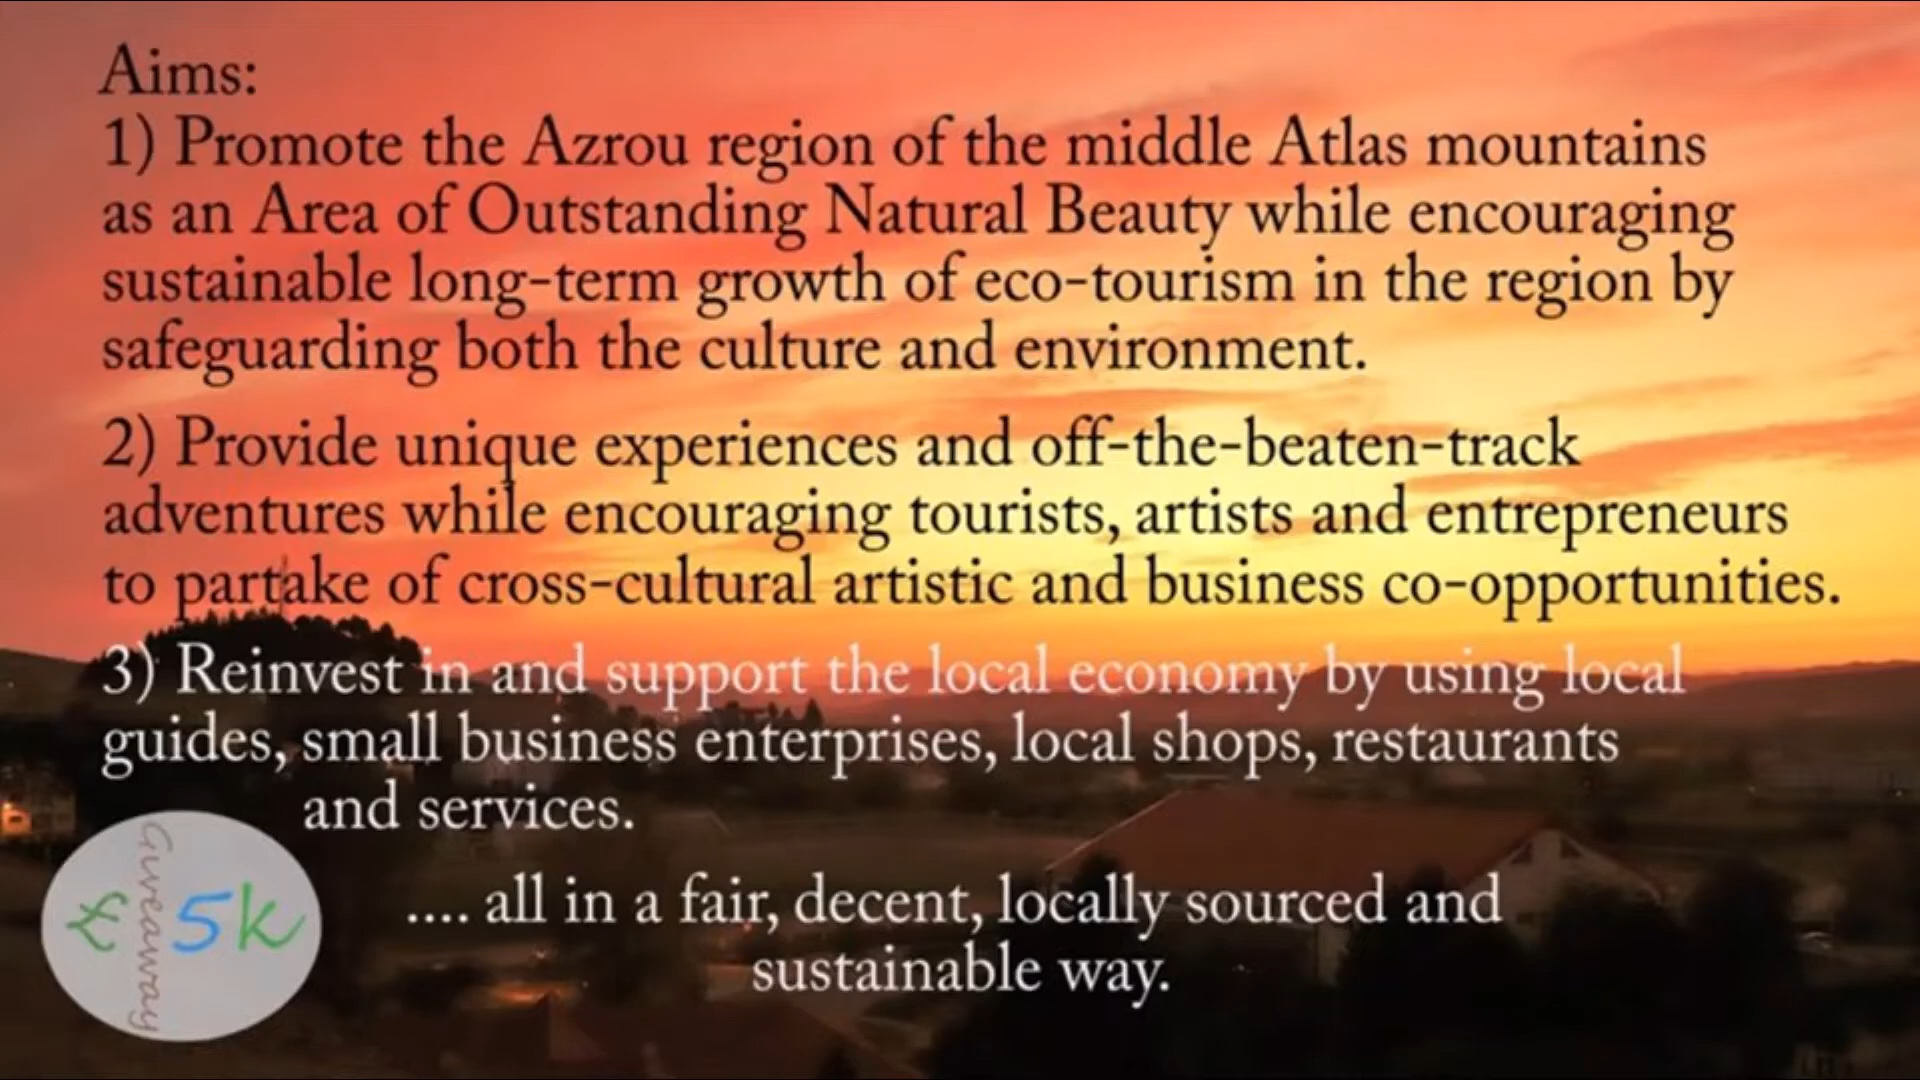 Aims:
1) Promote the Azrou region of the middle Atlas mountains
as an Area of Outstanding Natural Beauty while encouraging
sustainable long-term growth of eco-tourism in the region by
safeguarding both the culture and environment.
2) Provide unique experiences and off-the-beaten-track
adventures while encouraging tourists, artists and entrepreneurs
to partake of cross-cultural artistic and business co-opportunities.
3) Reinvest in and support the local economy by using local
guides, small business enterprises, local shops, restaurants
and services.
.... all in a fair, decent, locally sourced and
sustainable way.
£ 5k
Giveaway